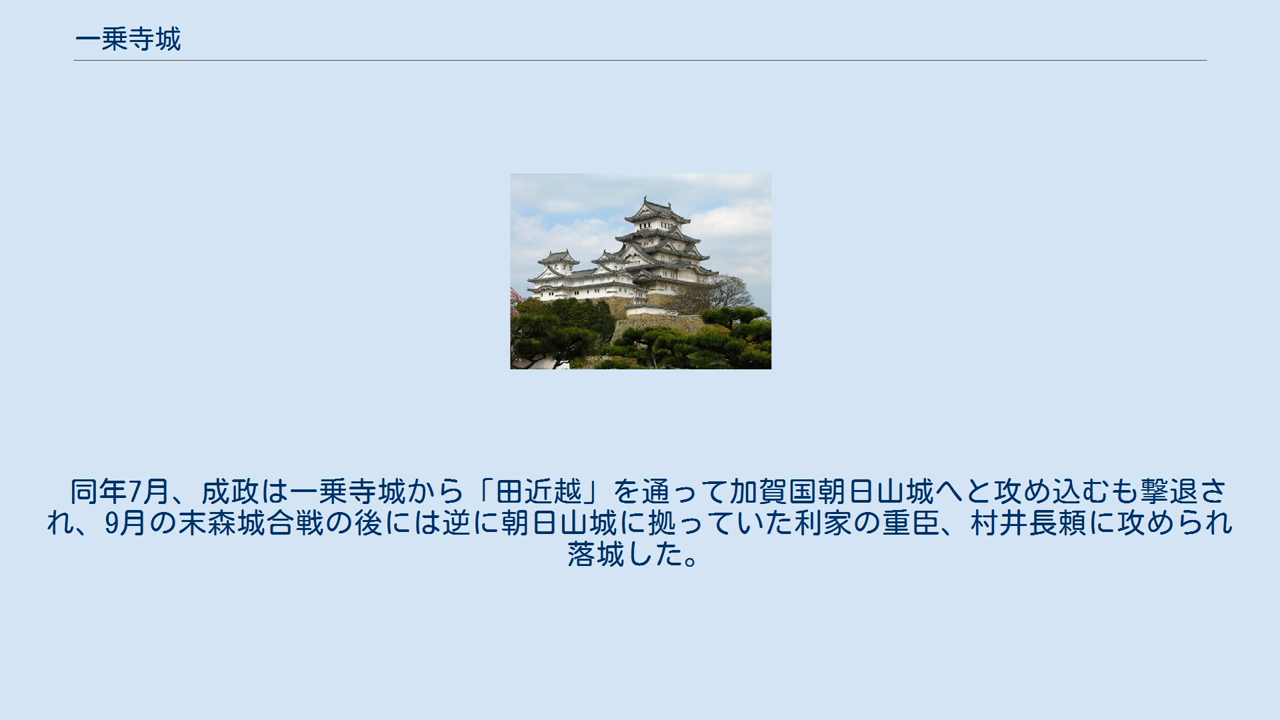 一乗寺城
同年7月、成政は一乗寺城から「田近越」を通って加賀国朝日山城へと攻め込むも撃退さ
れ、9月の末森城合戦の後には逆に朝日山城に拠っていた利家の重臣、村井長頼に攻められ
落城した。